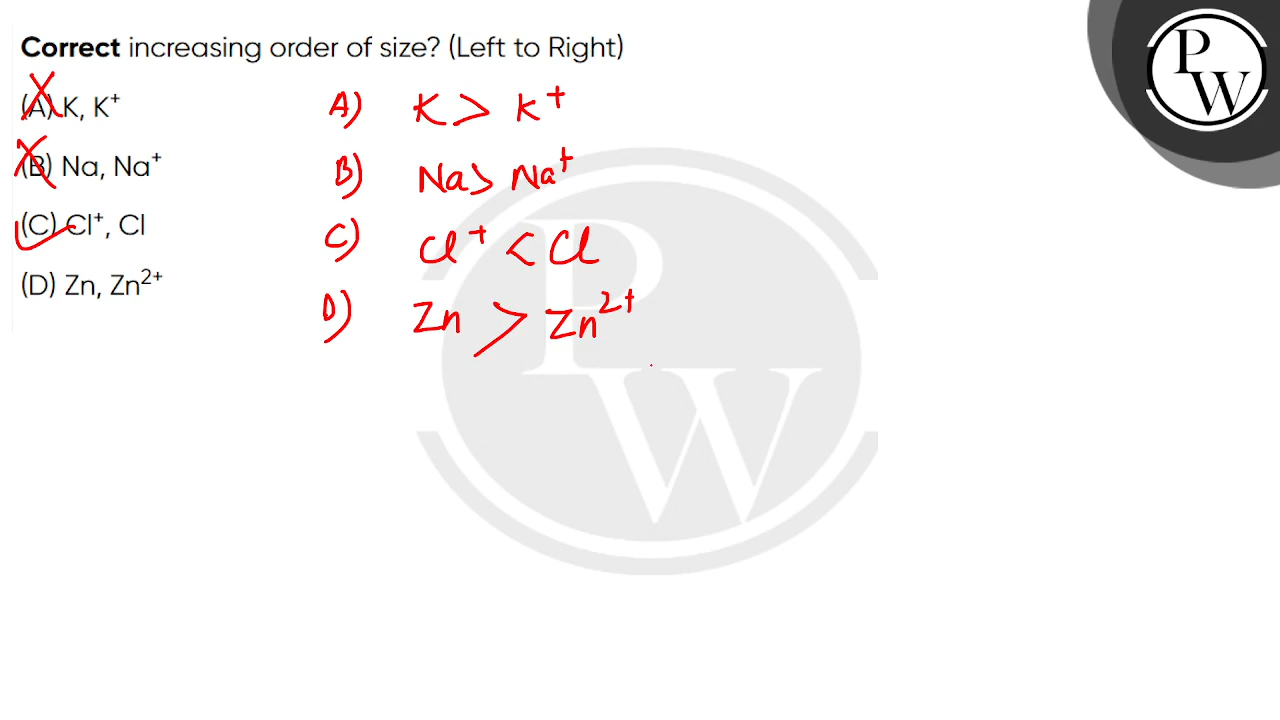 Correct increasing order of size? (Left to Right)
(A) K, K⁺
(B) Na, Na⁺
(C) Cl⁺, Cl
(D) Zn, Zn²⁺
A) K > K⁺
B) Na > Na⁺
C) Cl⁺ < Cl
D) Zn > Zn²⁺
PW
PW